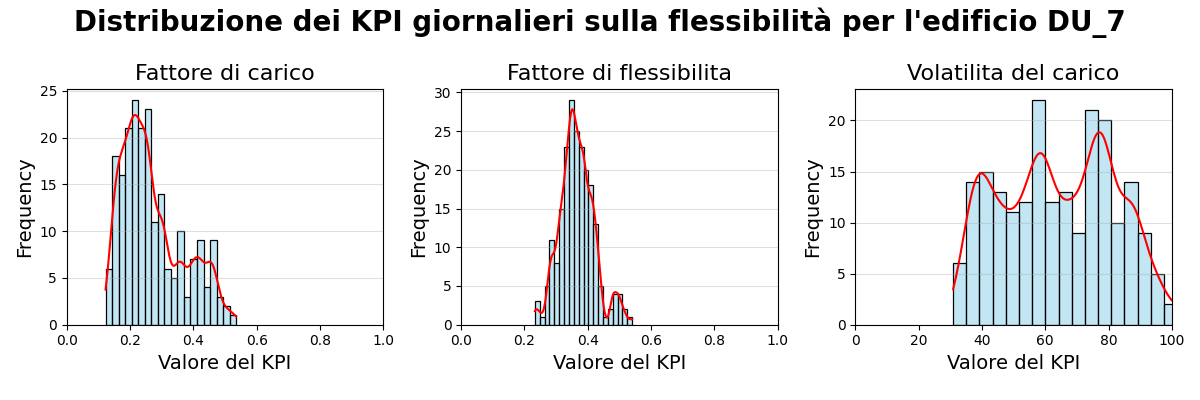 Distribuzione dei KPI giornalieri sulla flessibilità per l'edificio DU_7
Fattore di carico
Fattore di flessibilita
Volatilita del carico
Frequency
25
20
15
10
5
0
0.0 0.2 0.4 0.6 0.8 1.0
Valore del KPI
Frequency
30
25
20
15
10
5
0
0.0 0.2 0.4 0.6 0.8 1.0
Valore del KPI
Frequency
20
15
10
5
0
0 20 40 60 80 100
Valore del KPI